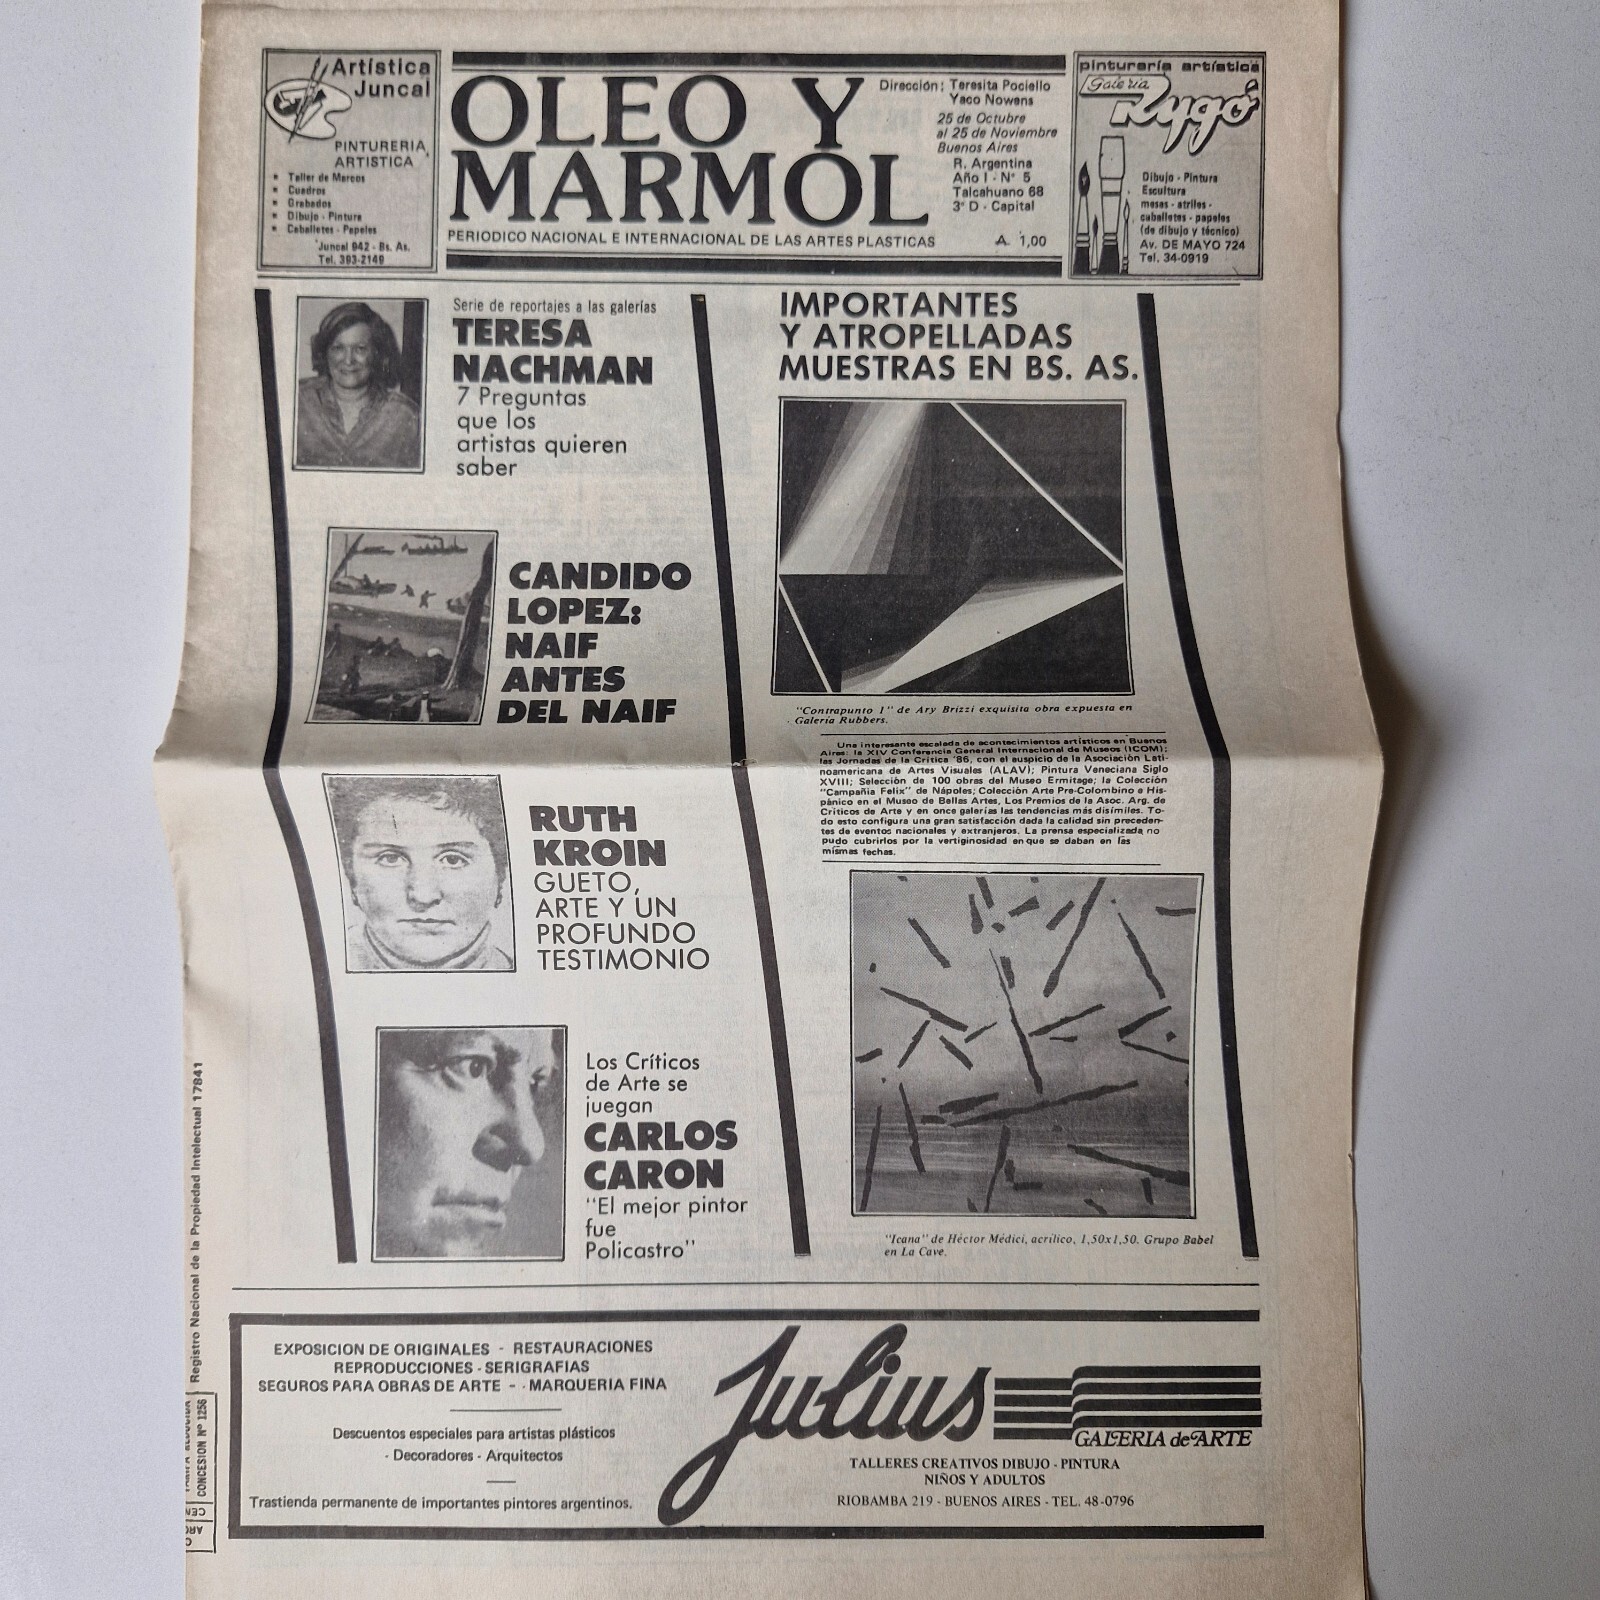 Artística
Juncal
PINTURERIA
ARTISTICA
Taller de Marcos
Cuadros
Grabados
Dibujo - Pintura
Caballetes - Papeles
Juncal 942 - Bs. As.
Tel. 393-2149
OLEO Y
MARMOL
PERIODICO NACIONAL E INTERNACIONAL DE LAS ARTES PLASTICAS
Dirección: Teresita Pociello
Yaco Nowens
25 de Octubre
al 25 de Noviembre
Buenos Aires
R. Argentina
Año I - N° 5
Talcahuano 68
3° D - Capital
A 1,00
pinturería artística
Galería
Rygó
Dibujo - Pintura
Escultura
mesas - atriles -
caballetes - papeles
(de dibujo y técnico)
Av. DE MAYO 724
Tel. 34-0919
Serie de reportajes a las galerías
TERESA
NACHMAN
7 Preguntas
que los
artistas quieren
saber
CANDIDO
LOPEZ:
NAIF
ANTES
DEL NAIF
RUTH
KROIN
GUETO,
ARTE Y UN
PROFUNDO
TESTIMONIO
Los Críticos
de Arte se
juegan
CARLOS
CARON
"El mejor pintor
fue
Policastro"
IMPORTANTES
Y ATROPELLADAS
MUESTRAS EN BS. AS.
"Contrapunto 1" de Ary Brizzi exquisita obra expuesta en
Galería Rubbers.
Una interesante escalada de acontecimientos artísticos en Buenos
Aires: la XIV Conferencia General Internacional de Museos (ICOM);
las Jornadas de la Crítica '86, con el auspicio de la Asociación Lati-
noamericana de Artes Visuales (ALAV); Pintura Veneciana Siglo
XVIII; Selección de 100 obras del Museo Ermitage; la Colección
"Campañia Felix" de Nápoles; Colección Arte Pre-Colombino e His-
pánico en el Museo de Bellas Artes, Los Premios de la Asoc. Arg. de
Críticos de Arte y en once galerías las tendencias más disímiles. To-
do esto configura una gran satisfacción dada la calidad sin preceden-
tes de eventos nacionales y extranjeros. La prensa especializada no
pudo cubrirlos por la vertiginosidad en que se daban en las
mismas fechas.
"Icana" de Héctor Médici, acrílico, 1,50x1,50. Grupo Babel
en La Cave.
Registro Nacional de la Propiedad Intelectual 17841
CONCESION Nº 1256
EXPOSICION DE ORIGINALES - RESTAURACIONES
REPRODUCCIONES - SERIGRAFIAS
SEGUROS PARA OBRAS DE ARTE - - MARQUERIA FINA
Descuentos especiales para artistas plásticos
- Decoradores - Arquitectos
Trastienda permanente de importantes pintores argentinos.
Julius
GALERIA de ARTE
TALLERES CREATIVOS DIBUJO - PINTURA
NIÑOS Y ADULTOS
RIOBAMBA 219 - BUENOS AIRES - TEL. 48-0796